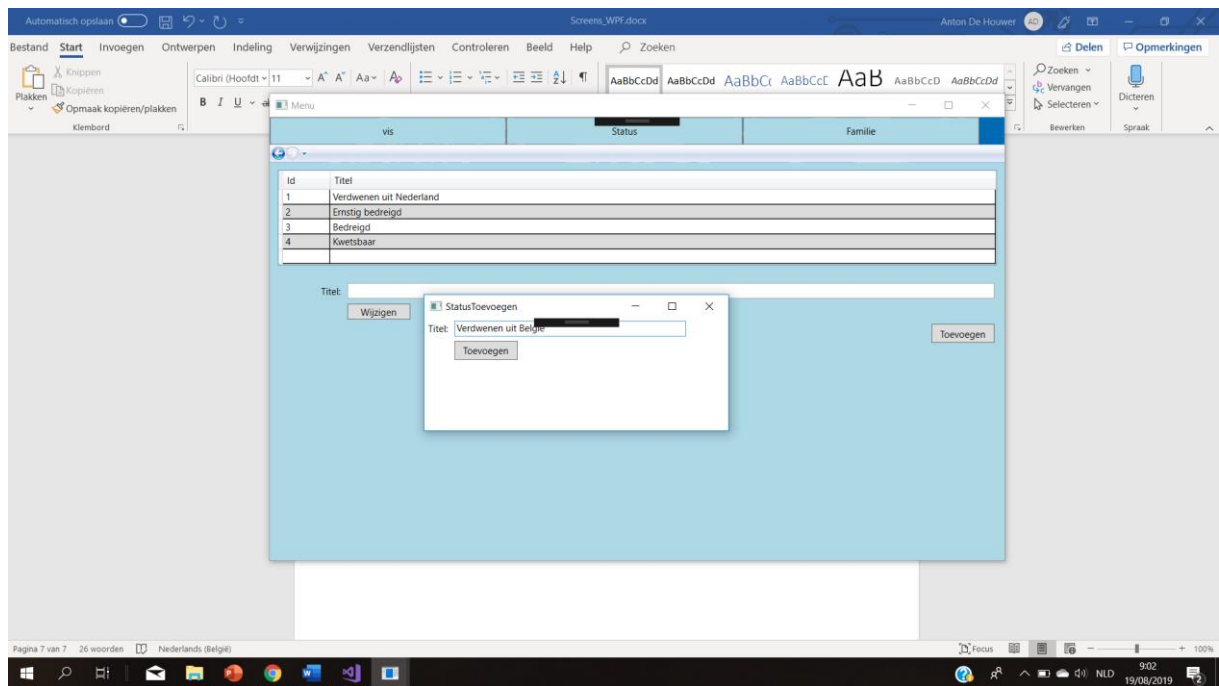 Automatisch opslaan
Screens_WPF.docx
Anton De Houwer AD
Bestand Start Invoegen Ontwerpen Indeling Verwijzingen Verzendlijsten Controleren Beeld Help Zoeken
Delen Opmerkingen
Plakken
Knippen
Kopiëren
Opmaak kopiëren/plakken
Klembord
Calibri (Hoofdt 11
B I U
AaBbCcDd AaBbCcDd AaBbCc AaBbCcE AaB AaBbCcD AaBbCcDd
Zoeken
Vervangen
Selecteren
Bewerken
Dicteren
Spraak
Menu
vis Status Familie
Id Titel
1 Verdwenen uit Nederland
2 Ernstig bedreigd
3 Bedreigd
4 Kwetsbaar
Titel:
Wijzigen
Toevoegen
StatusToevoegen
Titel: Verdwenen uit België
Toevoegen
Pagina 7 van 7 26 woorden Nederlands (België)
Focus
100%
NLD
9:02
19/08/2019